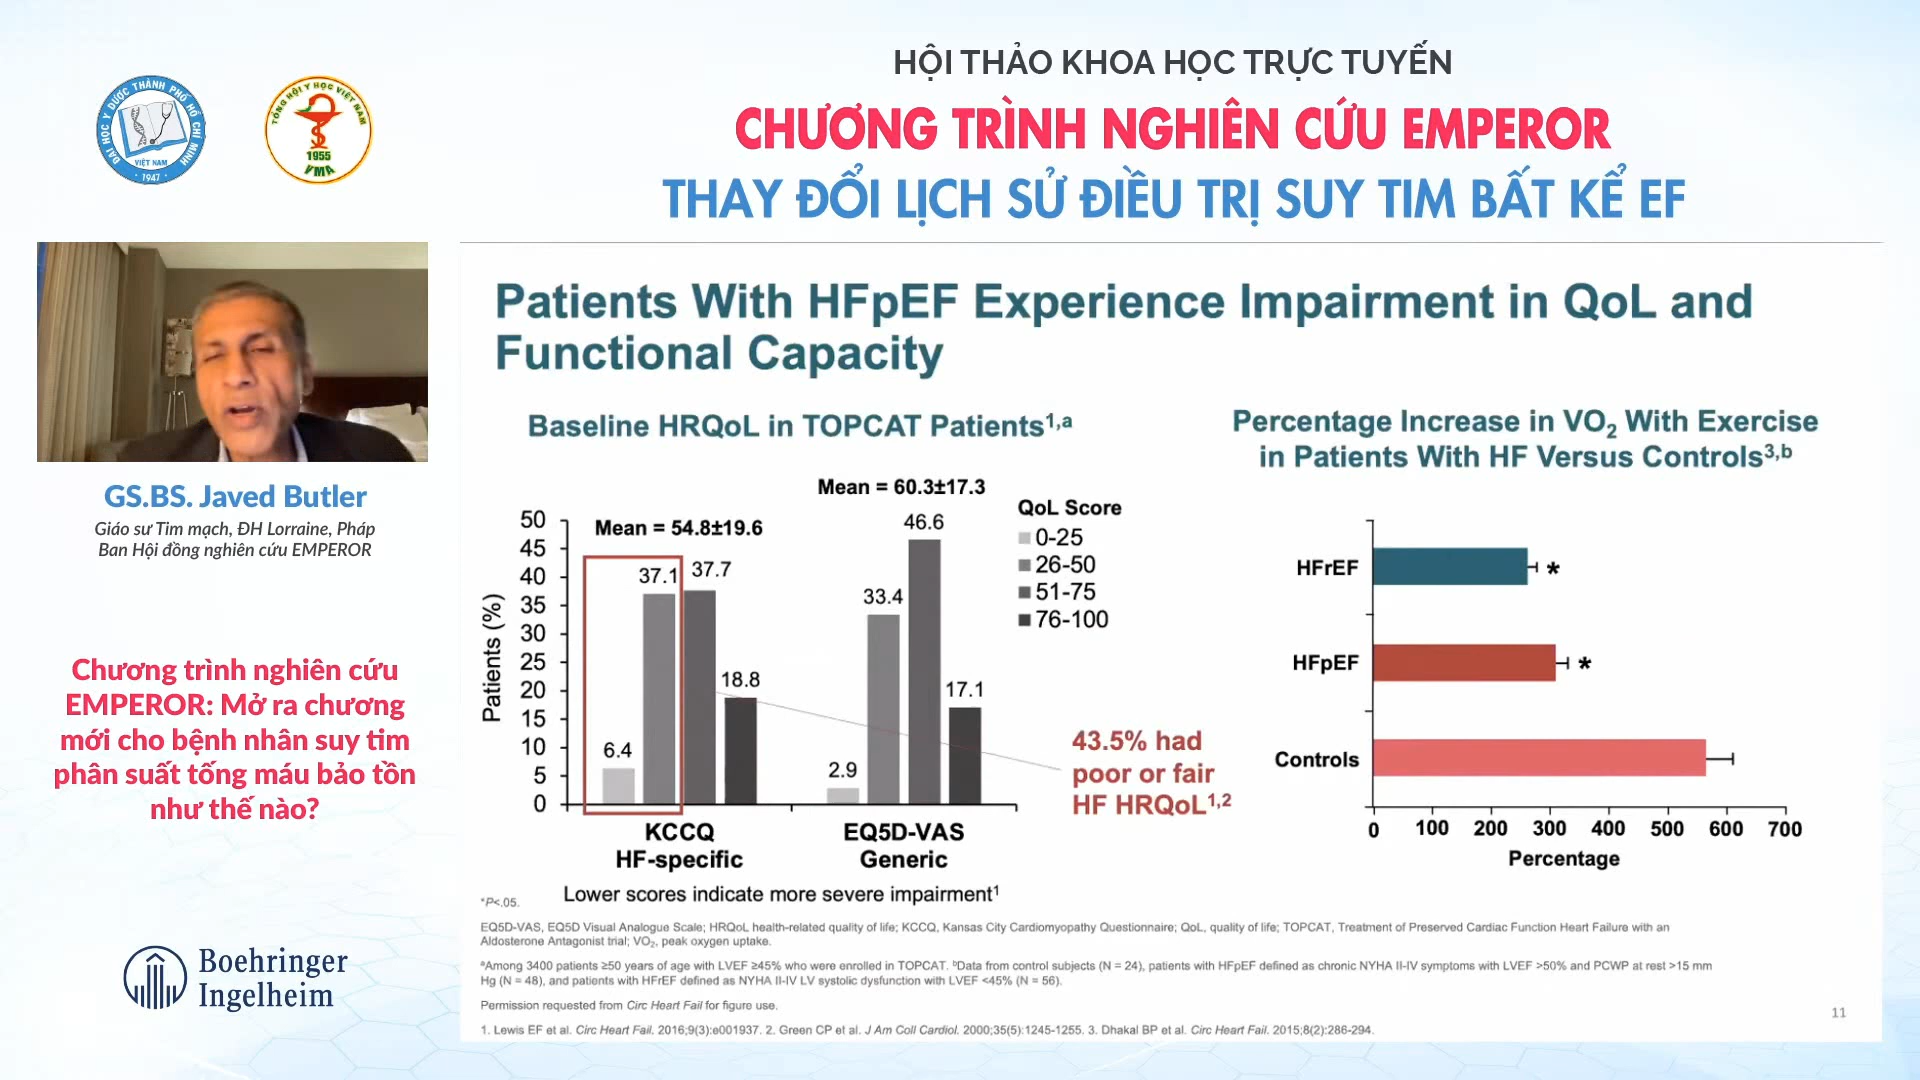 HỘI THẢO KHOA HỌC TRỰC TUYẾN
CHƯƠNG TRÌNH NGHIÊN CỨU EMPEROR
THAY ĐỔI LỊCH SỬ ĐIỀU TRỊ SUY TIM BẤT KỂ EF
ĐẠI HỌC Y DƯỢC THÀNH PHỐ HỒ CHÍ MINH
VIỆT NAM
1947
TỔNG HỘI Y HỌC VIỆT NAM
1955
VMA
GS.BS. Javed Butler
Giáo sư Tim mạch, ĐH Lorraine, Pháp
Ban Hội đồng nghiên cứu EMPEROR
Chương trình nghiên cứu
EMPEROR: Mở ra chương
mới cho bệnh nhân suy tim
phân suất tống máu bảo tồn
như thế nào?
Boehringer
Ingelheim
Patients With HFpEF Experience Impairment in QoL and
Functional Capacity
Baseline HRQoL in TOPCAT Patients1,a
Mean = 54.8±19.6
Mean = 60.3±17.3
Patients (%)
50
45
40
35
30
25
20
15
10
5
0
6.4
37.1
37.7
18.8
2.9
33.4
46.6
17.1
KCCQ
HF-specific
EQ5D-VAS
Generic
Lower scores indicate more severe impairment1
QoL Score
0-25
26-50
51-75
76-100
43.5% had
poor or fair
HF HRQoL1,2
Percentage Increase in VO2 With Exercise
in Patients With HF Versus Controls3,b
HFrEF
*
HFpEF
*
Controls
0 100 200 300 400 500 600 700
Percentage
*P<.05.
EQ5D-VAS, EQ5D Visual Analogue Scale; HRQoL health-related quality of life; KCCQ, Kansas City Cardiomyopathy Questionnaire; QoL, quality of life; TOPCAT, Treatment of Preserved Cardiac Function Heart Failure with an
Aldosterone Antagonist trial; VO2, peak oxygen uptake.
aAmong 3400 patients ≥50 years of age with LVEF ≥45% who were enrolled in TOPCAT. bData from control subjects (N = 24), patients with HFpEF defined as chronic NYHA II-IV symptoms with LVEF >50% and PCWP at rest >15 mm
Hg (N = 48), and patients with HFrEF defined as NYHA II-IV LV systolic dysfunction with LVEF <45% (N = 56).
Permission requested from Circ Heart Fail for figure use.
1. Lewis EF et al. Circ Heart Fail. 2016;9(3):e001937. 2. Green CP et al. J Am Coll Cardiol. 2000;35(5):1245-1255. 3. Dhakal BP et al. Circ Heart Fail. 2015;8(2):286-294.
11